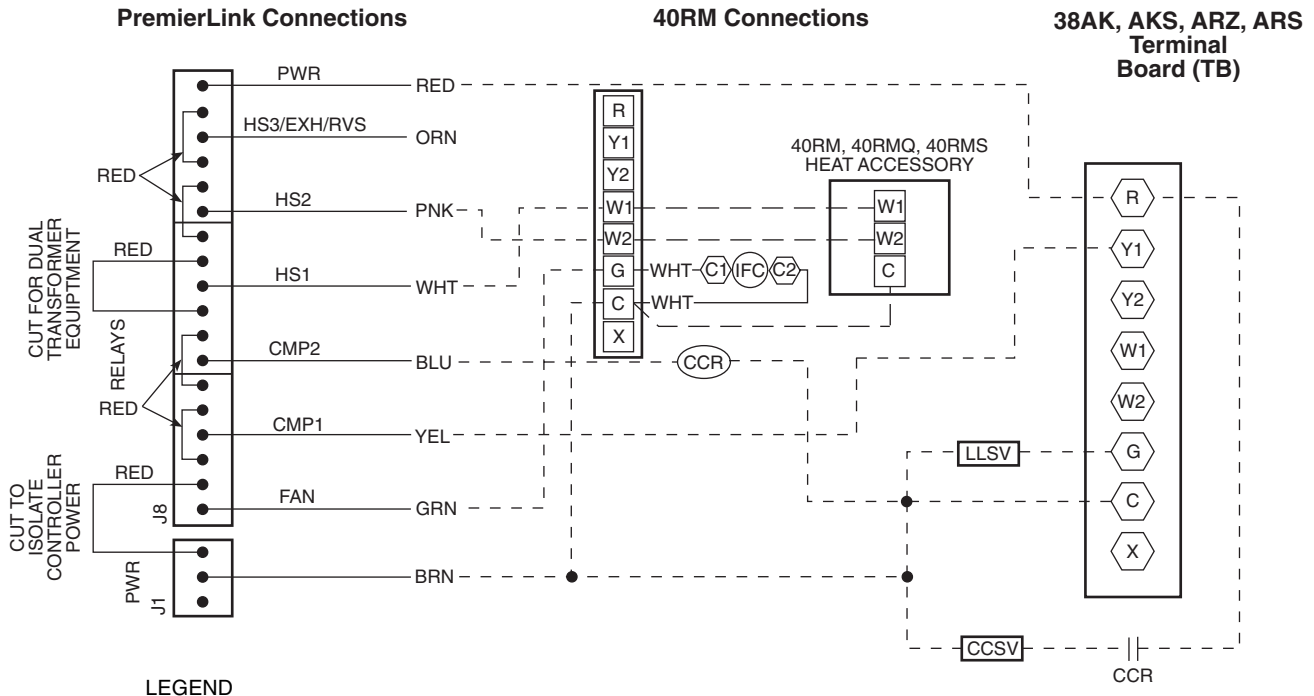 PremierLink Connections
40RM Connections
38AK, AKS, ARZ, ARS
Terminal
Board (TB)
PWR
RED
HS3/EXH/RVS
ORN
RED
HS2
PNK
RED
HS1
WHT
CUT FOR DUAL
TRANSFORMER
EQUIPTMENT
RELAYS
CMP2
BLU
RED
CMP1
YEL
RED
FAN
GRN
J8
CUT TO
ISOLATE
CONTROLLER
POWER
BRN
PWR
J1
R
Y1
Y2
W1
W2
G
C
X
WHT
C1
IFC
C2
WHT
40RM, 40RMQ, 40RMS
HEAT ACCESSORY
W1
W2
C
CCR
R
Y1
Y2
W1
W2
G
C
X
LLSV
CCSV
CCR
LEGEND